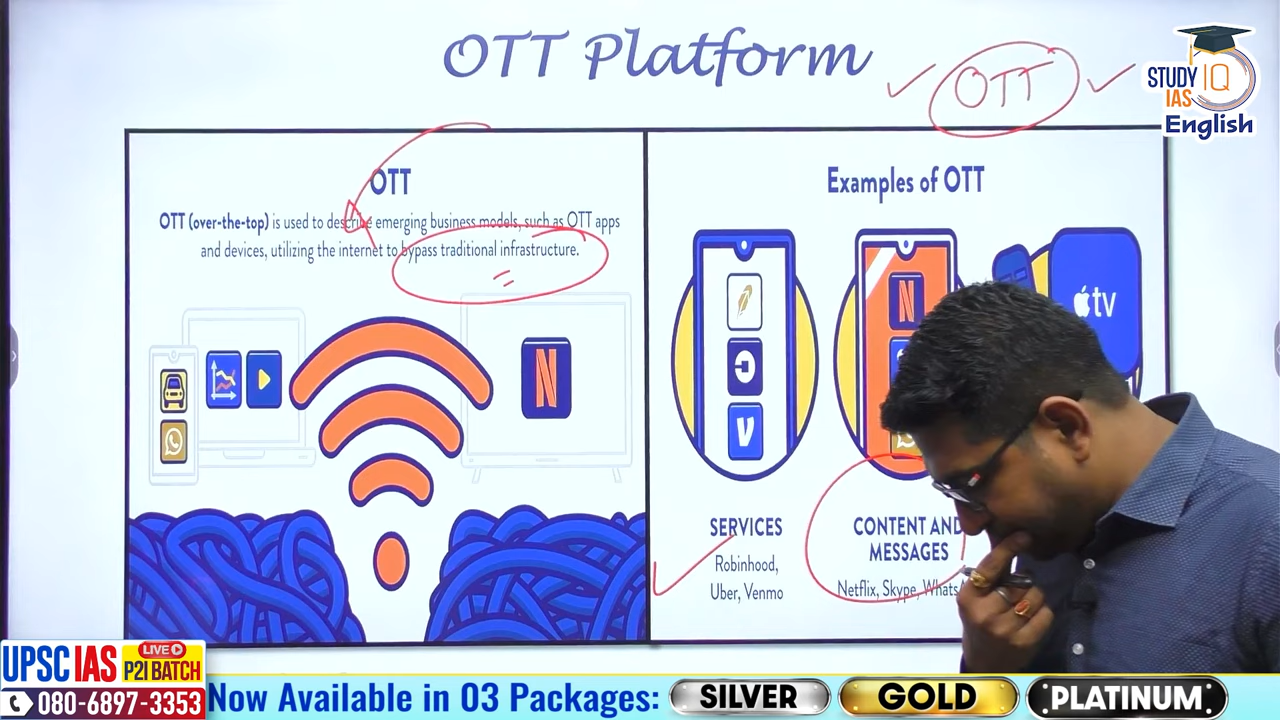 OTT Platform
OTT
STUDY IQ
IAS
English
OTT
OTT (over-the-top) is used to describe emerging business models, such as OTT apps
and devices, utilizing the internet to bypass traditional infrastructure.
N
Examples of OTT
N
tv
SERVICES
Robinhood,
Uber, Venmo
CONTENT AND
MESSAGES
Netflix, Skype,
UPSC IAS
LIVE
P2I BATCH
080-6897-3353
Now Available in 03 Packages:
SILVER
GOLD
PLATINUM